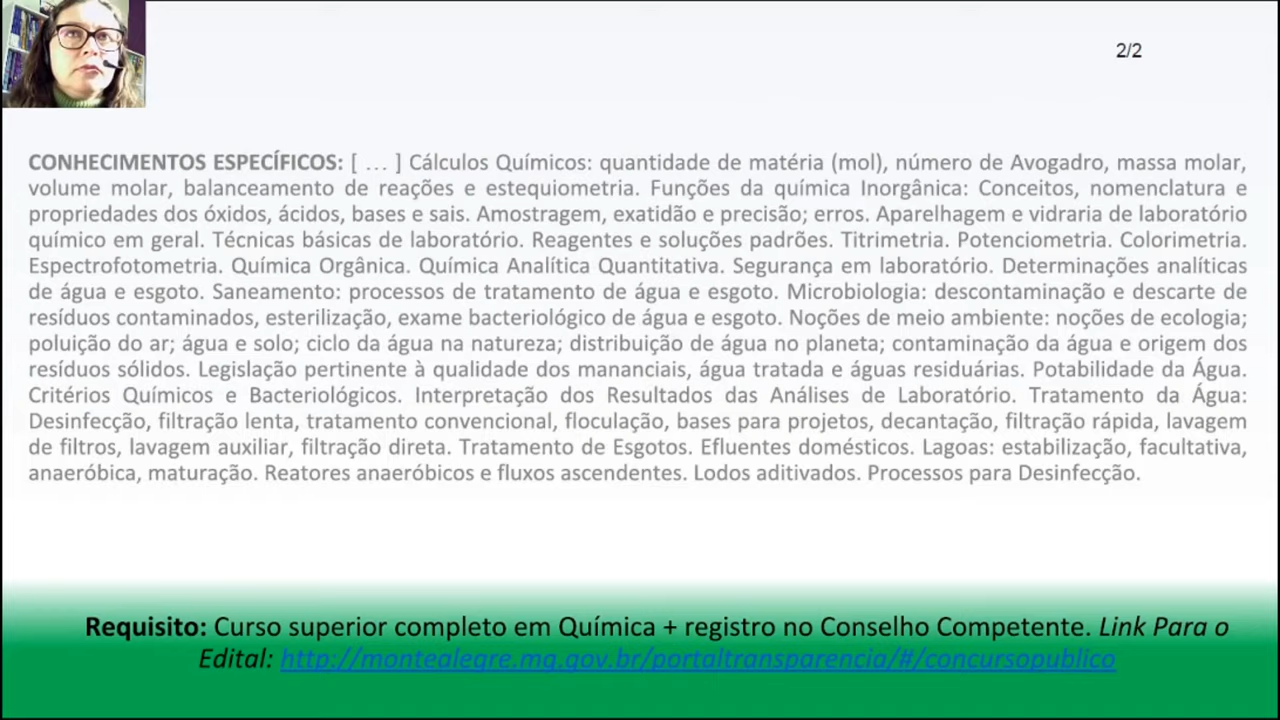 2/2
CONHECIMENTOS ESPECÍFICOS: [ ... ] Cálculos Químicos: quantidade de matéria (mol), número de Avogadro, massa molar,
volume molar, balanceamento de reações e estequiometria. Funções da química Inorgânica: Conceitos, nomenclatura e
propriedades dos óxidos, ácidos, bases e sais. Amostragem, exatidão e precisão; erros. Aparelhagem e vidraria de laboratório
químico em geral. Técnicas básicas de laboratório. Reagentes e soluções padrões. Titrimetria. Potenciometria. Colorimetria.
Espectrofotometria. Química Orgânica. Química Analítica Quantitativa. Segurança em laboratório. Determinações analíticas
de água e esgoto. Saneamento: processos de tratamento de água e esgoto. Microbiologia: descontaminação e descarte de
resíduos contaminados, esterilização, exame bacteriológico de água e esgoto. Noções de meio ambiente: noções de ecologia;
poluição do ar; água e solo; ciclo da água na natureza; distribuição de água no planeta; contaminação da água e origem dos
resíduos sólidos. Legislação pertinente à qualidade dos mananciais, água tratada e águas residuárias. Potabilidade da Água.
Critérios Químicos e Bacteriológicos. Interpretação dos Resultados das Análises de Laboratório. Tratamento da Água:
Desinfecção, filtração lenta, tratamento convencional, floculação, bases para projetos, decantação, filtração rápida, lavagem
de filtros, lavagem auxiliar, filtração direta. Tratamento de Esgotos. Efluentes domésticos. Lagoas: estabilização, facultativa,
anaeróbica, maturação. Reatores anaeróbicos e fluxos ascendentes. Lodos aditivados. Processos para Desinfecção.
Requisito: Curso superior completo em Química + registro no Conselho Competente. Link Para o
Edital: http://montealegre.mg.gov.br/portaltransparencia/#/concursopublico